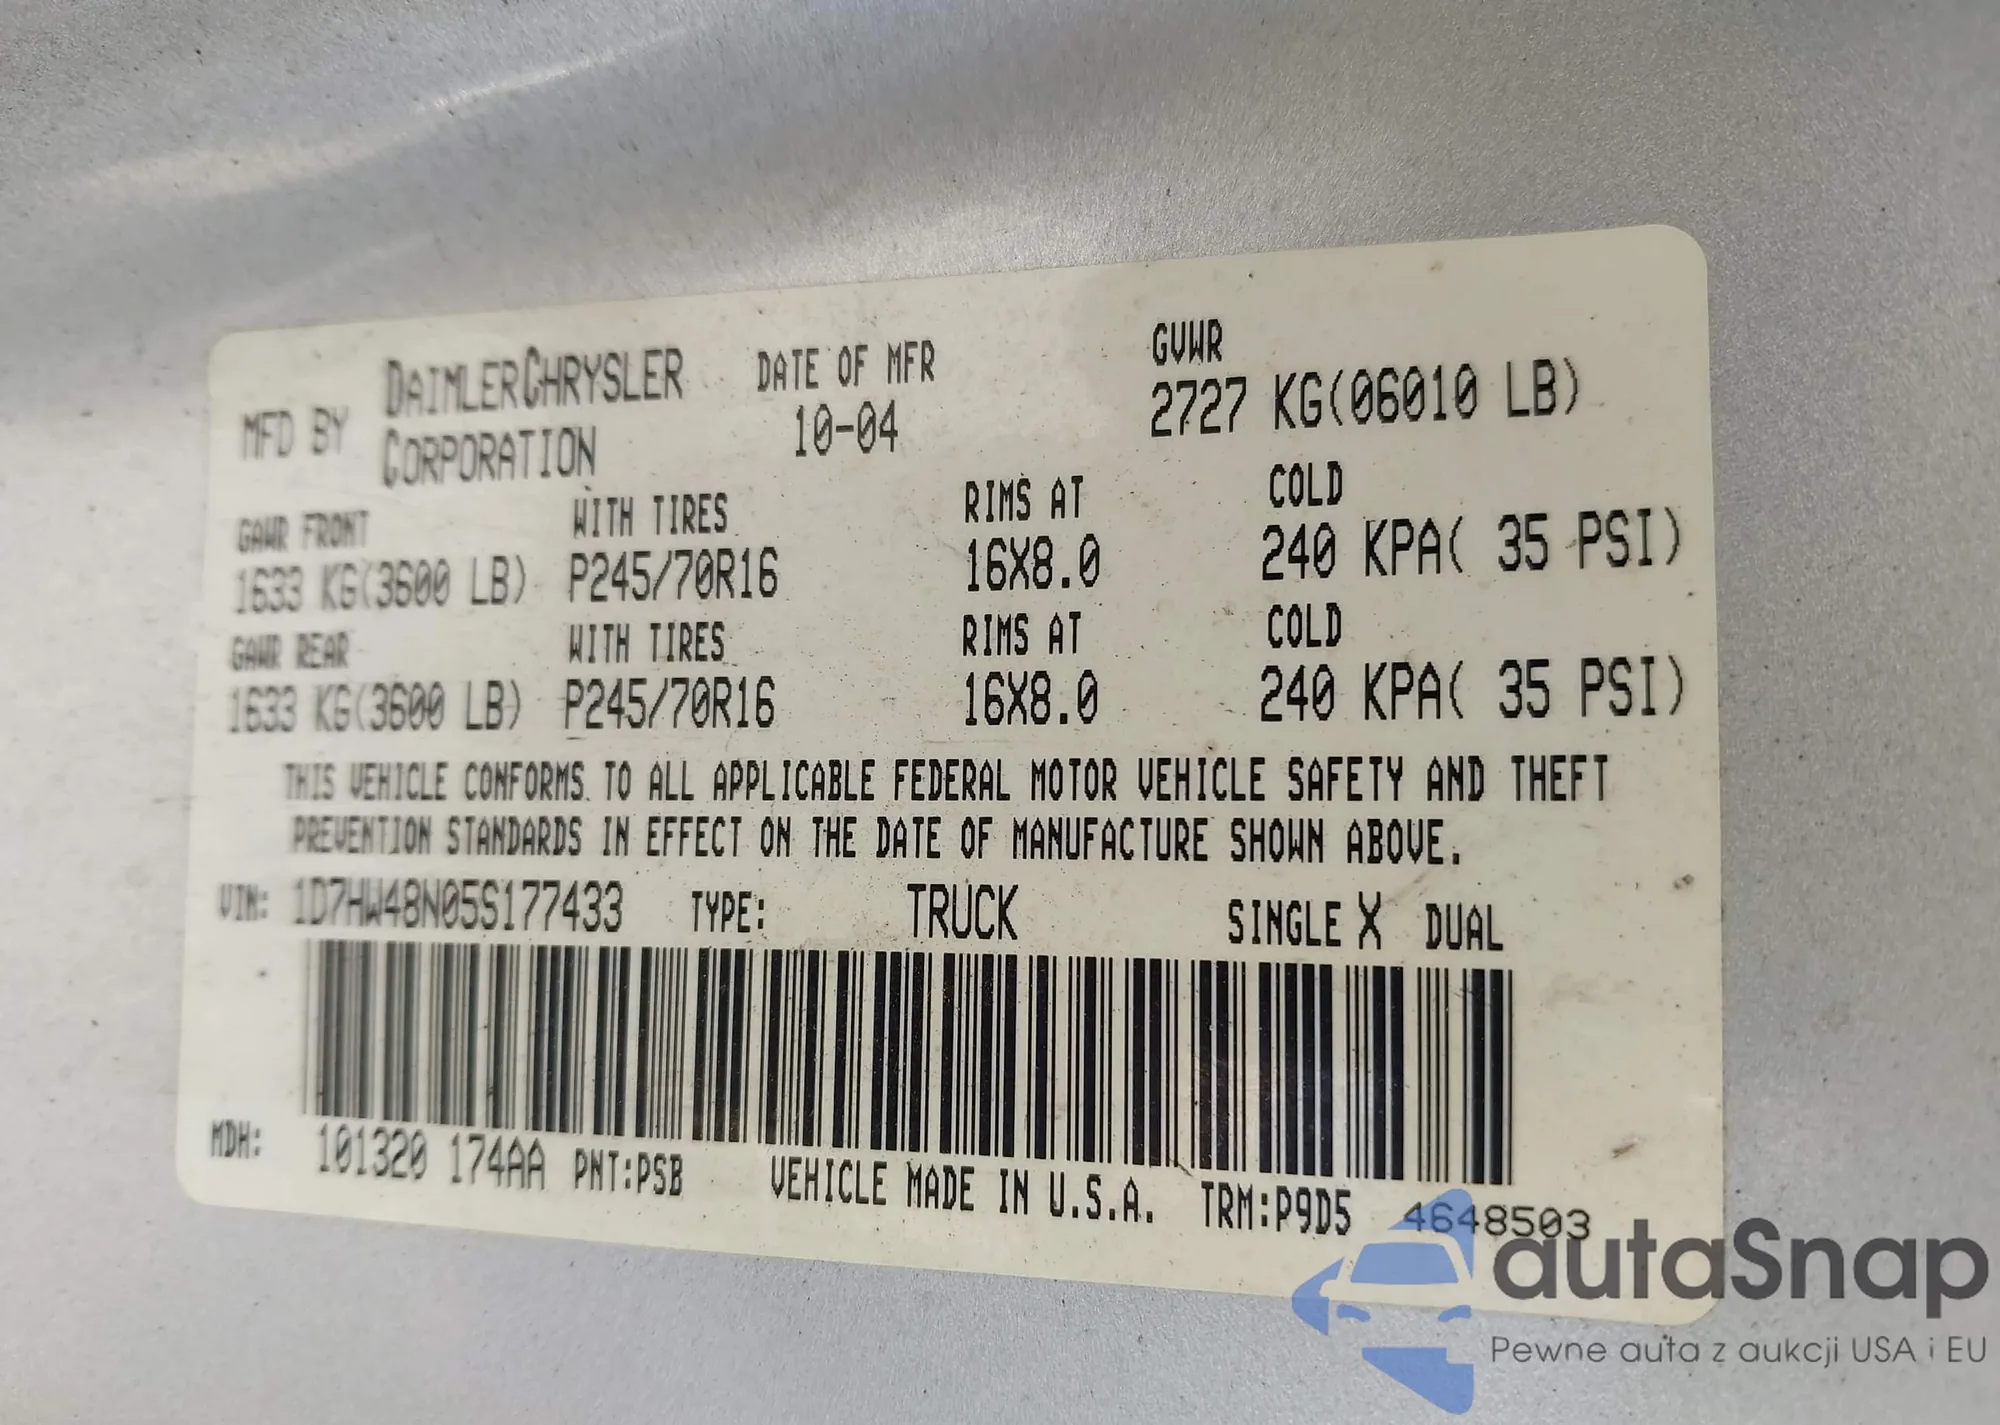 MFD BY DAIMLERCHRYSLER CORPORATION
DATE OF MFR
10-04
GVWR
2727 KG(06010 LB)
GAWR FRONT WITH TIRES RIMS AT COLD
1633 KG(3600 LB) P245/70R16 16X8.0 240 KPA( 35 PSI)
GAWR REAR WITH TIRES RIMS AT COLD
1633 KG(3600 LB) P245/70R16 16X8.0 240 KPA( 35 PSI)
THIS VEHICLE CONFORMS TO ALL APPLICABLE FEDERAL MOTOR VEHICLE SAFETY AND THEFT
PREVENTION STANDARDS IN EFFECT ON THE DATE OF MANUFACTURE SHOWN ABOVE.
VIN: 1D7HW48N05S177433 TYPE: TRUCK SINGLE X DUAL
MDH: 101320 174AA PNT:PSB VEHICLE MADE IN U.S.A. TRM:P9D5 4648503
autaSnap
Pewne auta z aukcji USA i EU